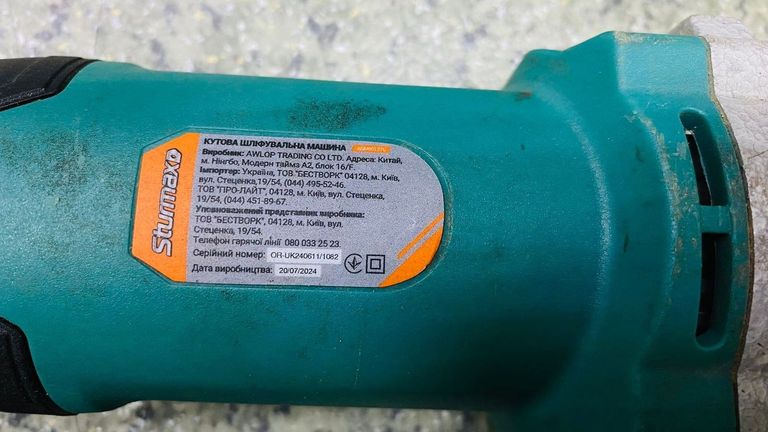 Sturmaxo
КУТОВА ШЛІФУВАЛЬНА МАШИНА
Виробник: AWLOP TRADING CO LTD. Адреса: Китай,
м. Нінгбо, Модерн таймз А2, блок 16/F.
Імпортер: Україна, ТОВ "БЕСТВОРК" 04128, м. Київ,
вул. Стеценка,19/54, (044) 495-52-46.
ТОВ "ПРО-ЛАЙТ", 04128, м. Київ, вул. Стеценка,
19/54, (044) 451-89-67.
Уповноважений представник виробника:
ТОВ "БЕСТВОРК", 04128, м. Київ, вул.
Стеценка, 19/54.
Телефон гарячої лінії 080 033 25 23
Серійний номер: OR-UK240611/1082
Дата виробництва: 20/07/2024